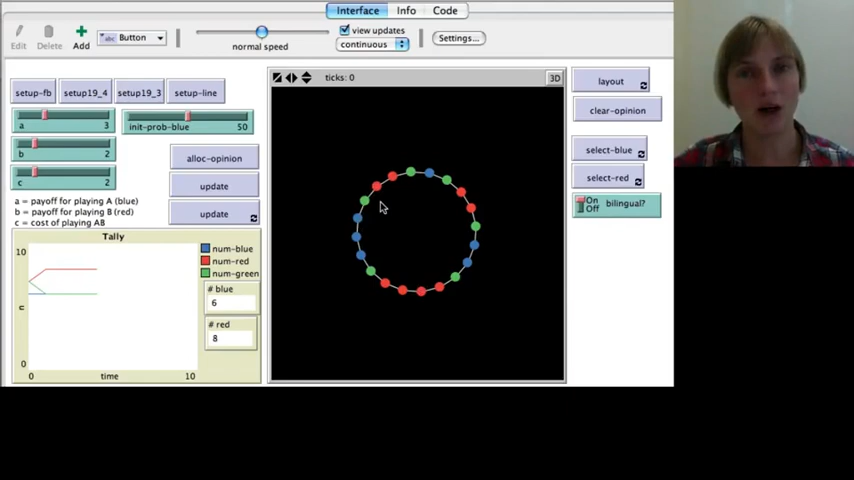 Interface Info Code
Edit Delete Add abc Button normal speed view updates continuous Settings...
setup-fb setup19_4 setup19_3 setup-line
a 3
init-prob-blue 50
b 2
c 2
alloc-opinion
update
update
a = payoff for playing A (blue)
b = payoff for playing B (red)
c = cost of playing AB
Tally
10
n
0
0 time 10
num-blue
num-red
num-green
# blue
6
# red
8
ticks: 0 3D
layout
clear-opinion
select-blue
select-red
On
Off bilingual?